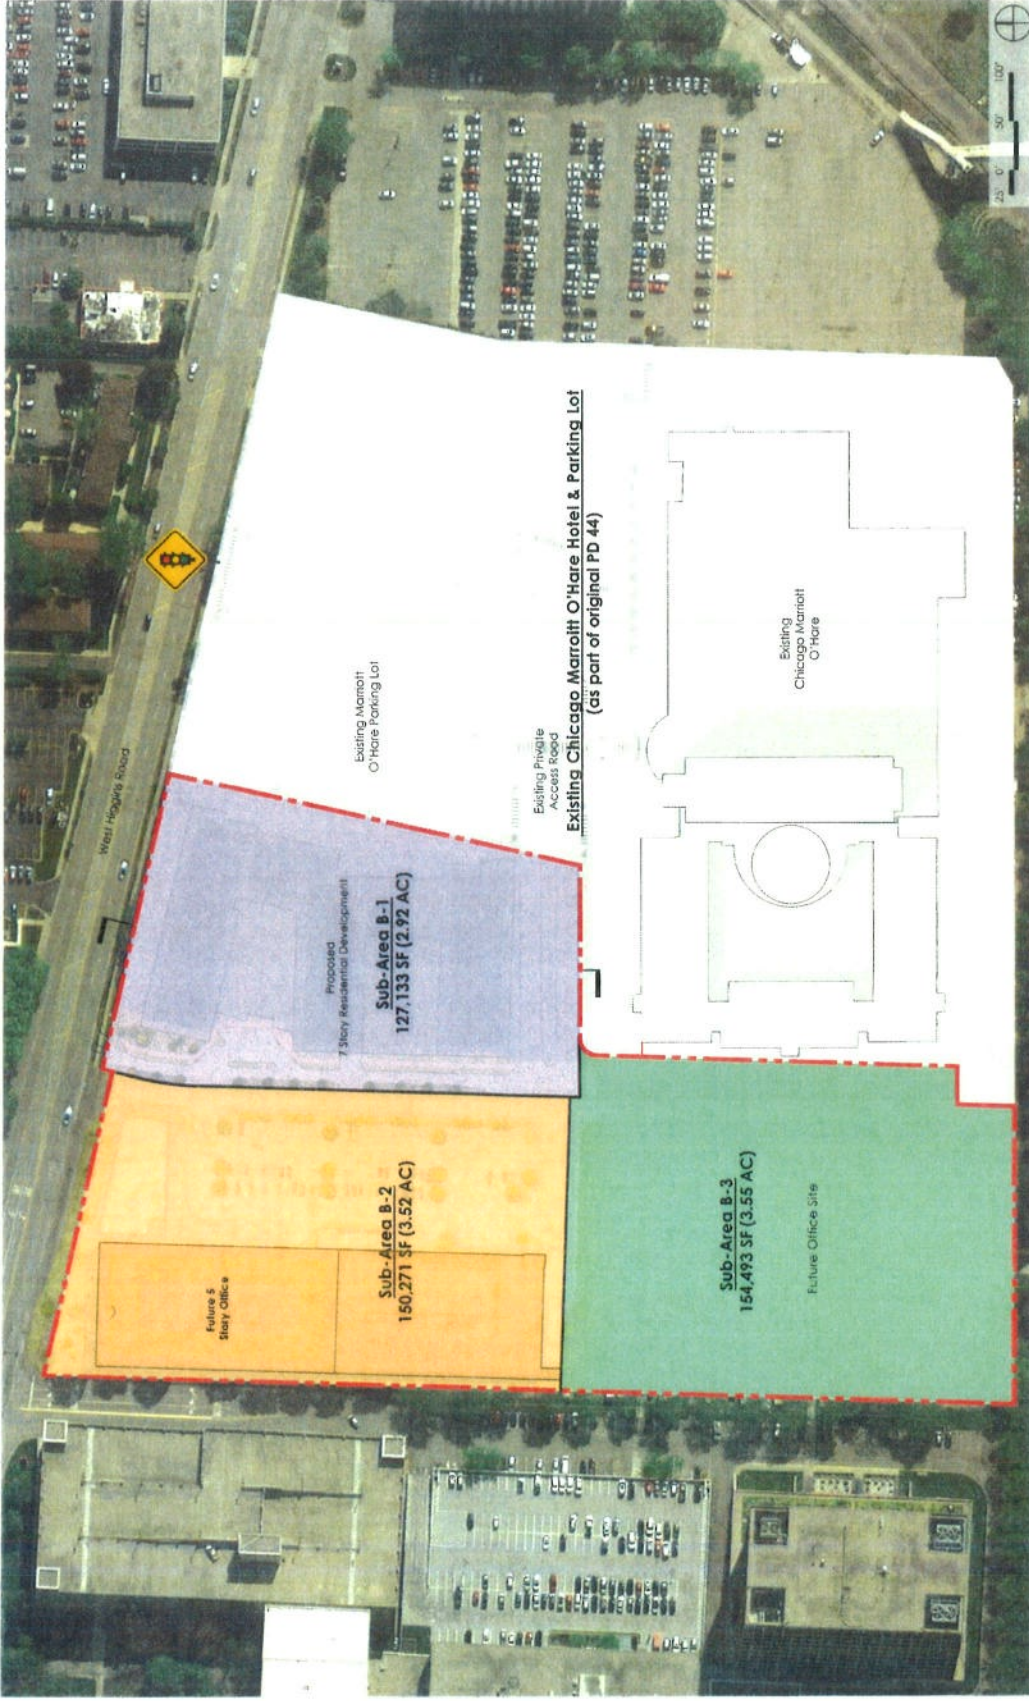 West Higgins Road
Existing Marriott
O'Hare Parking Lot
Existing Private
Access Road
Existing Chicago Marroitt O'Hare Hotel & Parking Lot
(as part of original PD 44)
Existing
Chicago Marriott
O'Hare
Proposed
7 Story Residential Development
Sub-Area B-1
127,133 SF (2.92 AC)
Future 5
Story Office
Sub-Area B-2
150,271 SF (3.52 AC)
Sub-Area B-3
154,493 SF (3.55 AC)
Future Office Site
25' 0' 50' 100'